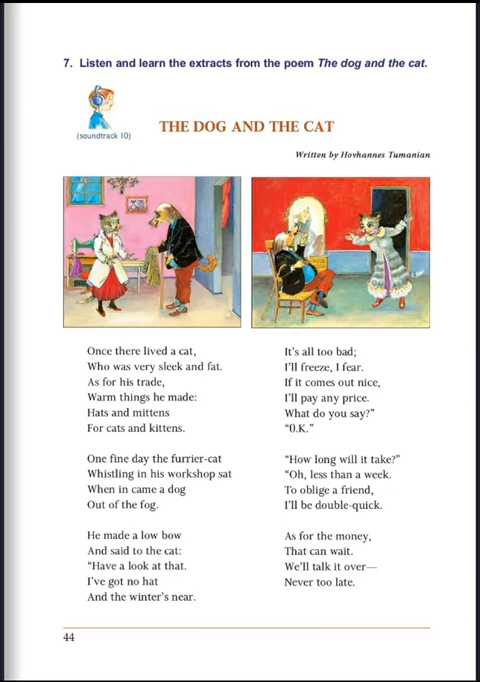 7. Listen and learn the extracts from the poem The dog and the cat.
(soundtrack 10)
THE DOG AND THE CAT
Written by Hovhannes Tumanian
Once there lived a cat,
Who was very sleek and fat.
As for his trade,
Warm things he made:
Hats and mittens
For cats and kittens.
One fine day the furrier-cat
Whistling in his workshop sat
When in came a dog
Out of the fog.
He made a low bow
And said to the cat:
“Have a look at that.
I’ve got no hat
And the winter’s near.
It’s all too bad;
I’ll freeze, I fear.
If it comes out nice,
I’ll pay any price.
What do you say?”
“O.K.”
“How long will it take?”
“Oh, less than a week.
To oblige a friend,
I’ll be double-quick.
As for the money,
That can wait.
We’ll talk it over—
Never too late.
44